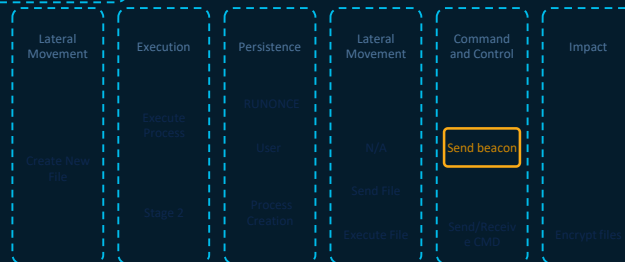 Lateral
Movement
Execution
Persistence
Lateral
Movement
Command
and Control
Impact
Create New
File
Execute
Process
Stage 2
RUNONCE
User
Process
Creation
N/A
Send File
Execute File
Send beacon
Send/Receiv
e CMD
Encrypt files